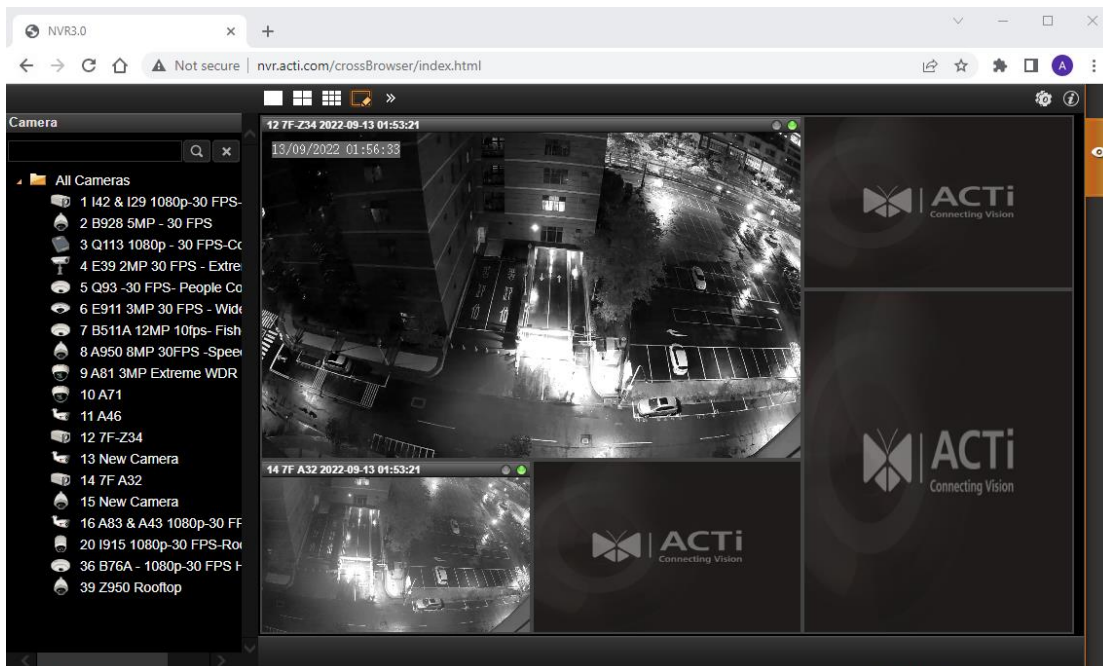 NVR3.0
Not secure | nvr.acti.com/crossBrowser/index.html
A
Camera
All Cameras
1 I42 & I29 1080p-30 FPS-
2 B928 5MP - 30 FPS
3 Q113 1080p - 30 FPS-Co
4 E39 2MP 30 FPS - Extre
5 Q93 -30 FPS- People Co
6 E911 3MP 30 FPS - Wide
7 B511A 12MP 10fps- Fish
8 A950 8MP 30FPS -Speed
9 A81 3MP Extreme WDR
10 A71
11 A46
12 7F-Z34
13 New Camera
14 7F A32
15 New Camera
16 A83 & A43 1080p-30 FP
20 I915 1080p-30 FPS-Roo
36 B76A - 1080p-30 FPS H
39 Z950 Rooftop
12 7F-Z34 2022-09-13 01:53:21
13/09/2022 01:56:33
ACTi
Connecting Vision
ACTi
Connecting Vision
14 7F A32 2022-09-13 01:53:21
ACTi
Connecting Vision